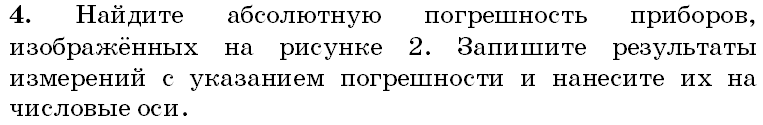 4. Найдите абсолютную погрешность приборов,
изображённых на рисунке 2. Запишите результаты
измерений с указанием погрешности и нанесите их на
числовые оси.